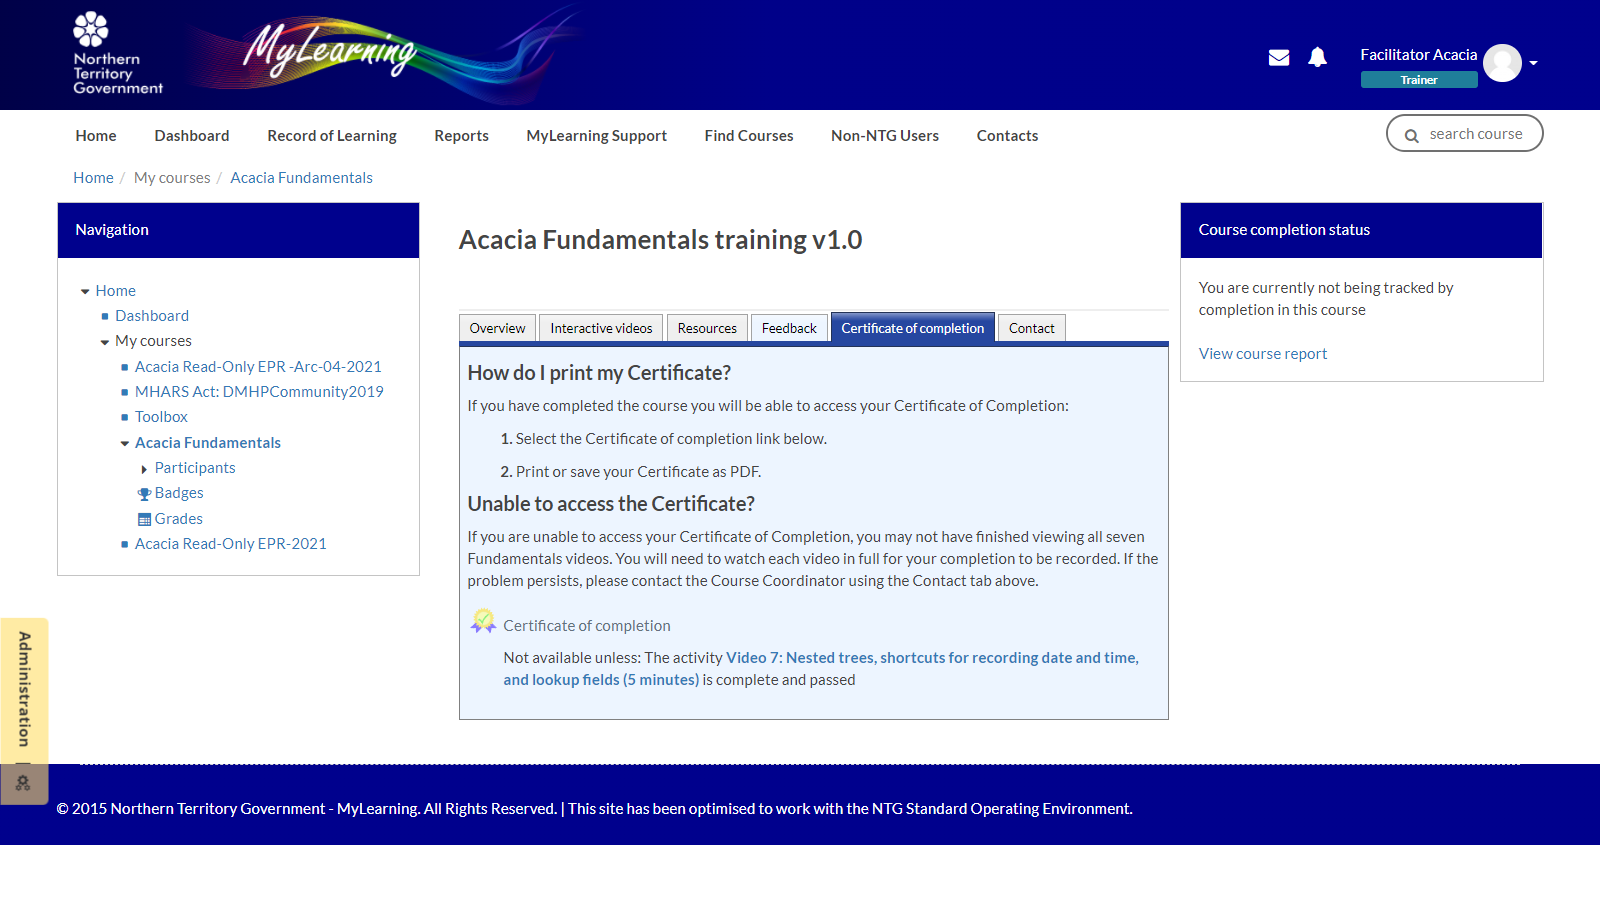 Northern
Territory
Government
MyLearning
Facilitator Acacia
Trainer
Home Dashboard Record of Learning Reports MyLearning Support Find Courses Non-NTG Users Contacts
search course
Home / My courses / Acacia Fundamentals
Navigation
Home
Dashboard
My courses
Acacia Read-Only EPR -Arc-04-2021
MHARS Act: DMHPCommunity2019
Toolbox
Acacia Fundamentals
Participants
Badges
Grades
Acacia Read-Only EPR-2021
Acacia Fundamentals training v1.0
Overview Interactive videos Resources Feedback Certificate of completion Contact
How do I print my Certificate?
If you have completed the course you will be able to access your Certificate of Completion:
1. Select the Certificate of completion link below.
2. Print or save your Certificate as PDF.
Unable to access the Certificate?
If you are unable to access your Certificate of Completion, you may not have finished viewing all seven
Fundamentals videos. You will need to watch each video in full for your completion to be recorded. If the
problem persists, please contact the Course Coordinator using the Contact tab above.
Certificate of completion
Not available unless: The activity Video 7: Nested trees, shortcuts for recording date and time,
and lookup fields (5 minutes) is complete and passed
Course completion status
You are currently not being tracked by
completion in this course
View course report
Administration
© 2015 Northern Territory Government - MyLearning. All Rights Reserved. | This site has been optimised to work with the NTG Standard Operating Environment.